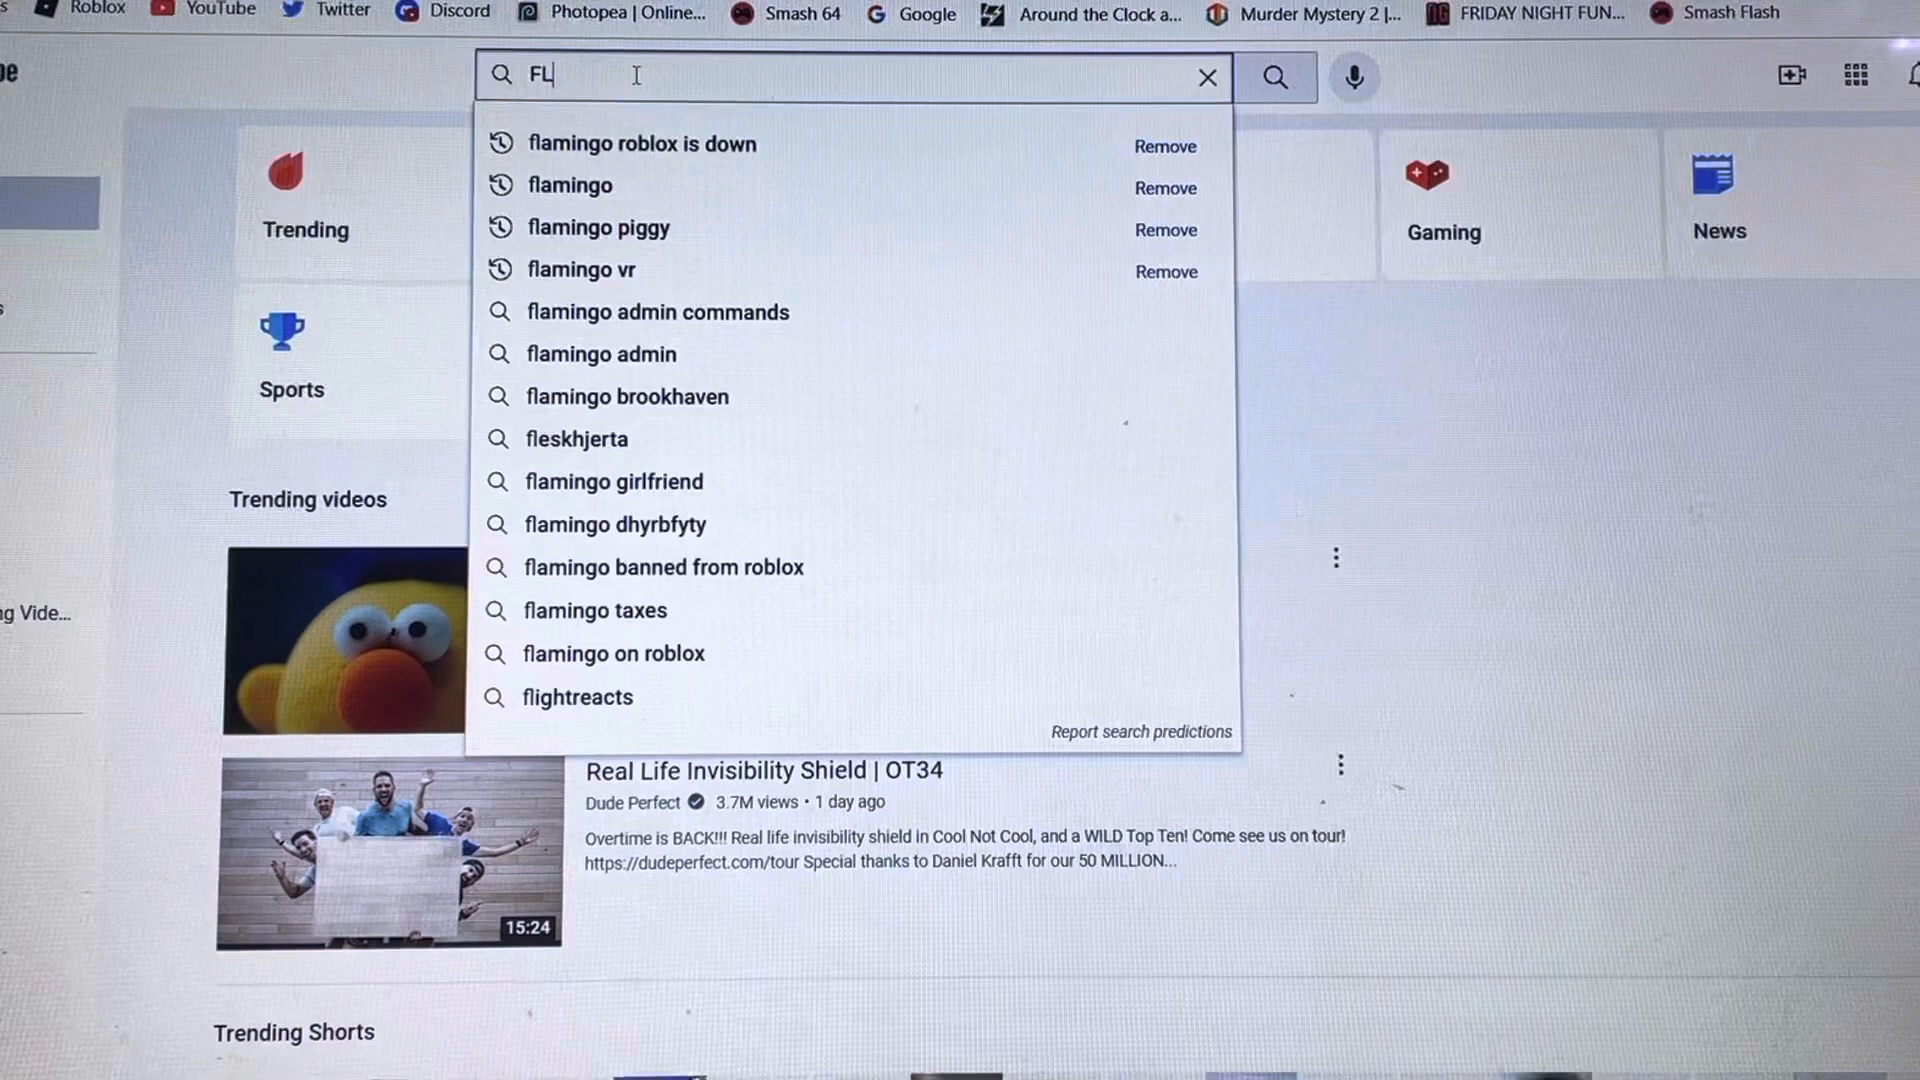 s Roblox YouTube Twitter Discord Photopea | Online... Smash 64 Google Around the Clock a... Murder Mystery 2 |... FRIDAY NIGHT FUN... Smash Flash
be FL
flamingo roblox is down Remove
flamingo Remove
flamingo piggy Remove
flamingo vr Remove
flamingo admin commands
flamingo admin
flamingo brookhaven
fleskhjerta
flamingo girlfriend
flamingo dhyrbfyty
flamingo banned from roblox
flamingo taxes
flamingo on roblox
flightreacts
Report search predictions
Trending
Gaming
News
Sports
s
ng Vide...
Trending videos
Real Life Invisibility Shield | OT34
Dude Perfect 3.7M views • 1 day ago
Overtime is BACK!!! Real life invisibility shield in Cool Not Cool, and a WILD Top Ten! Come see us on tour!
https://dudeperfect.com/tour Special thanks to Daniel Krafft for our 50 MILLION...
15:24
Trending Shorts